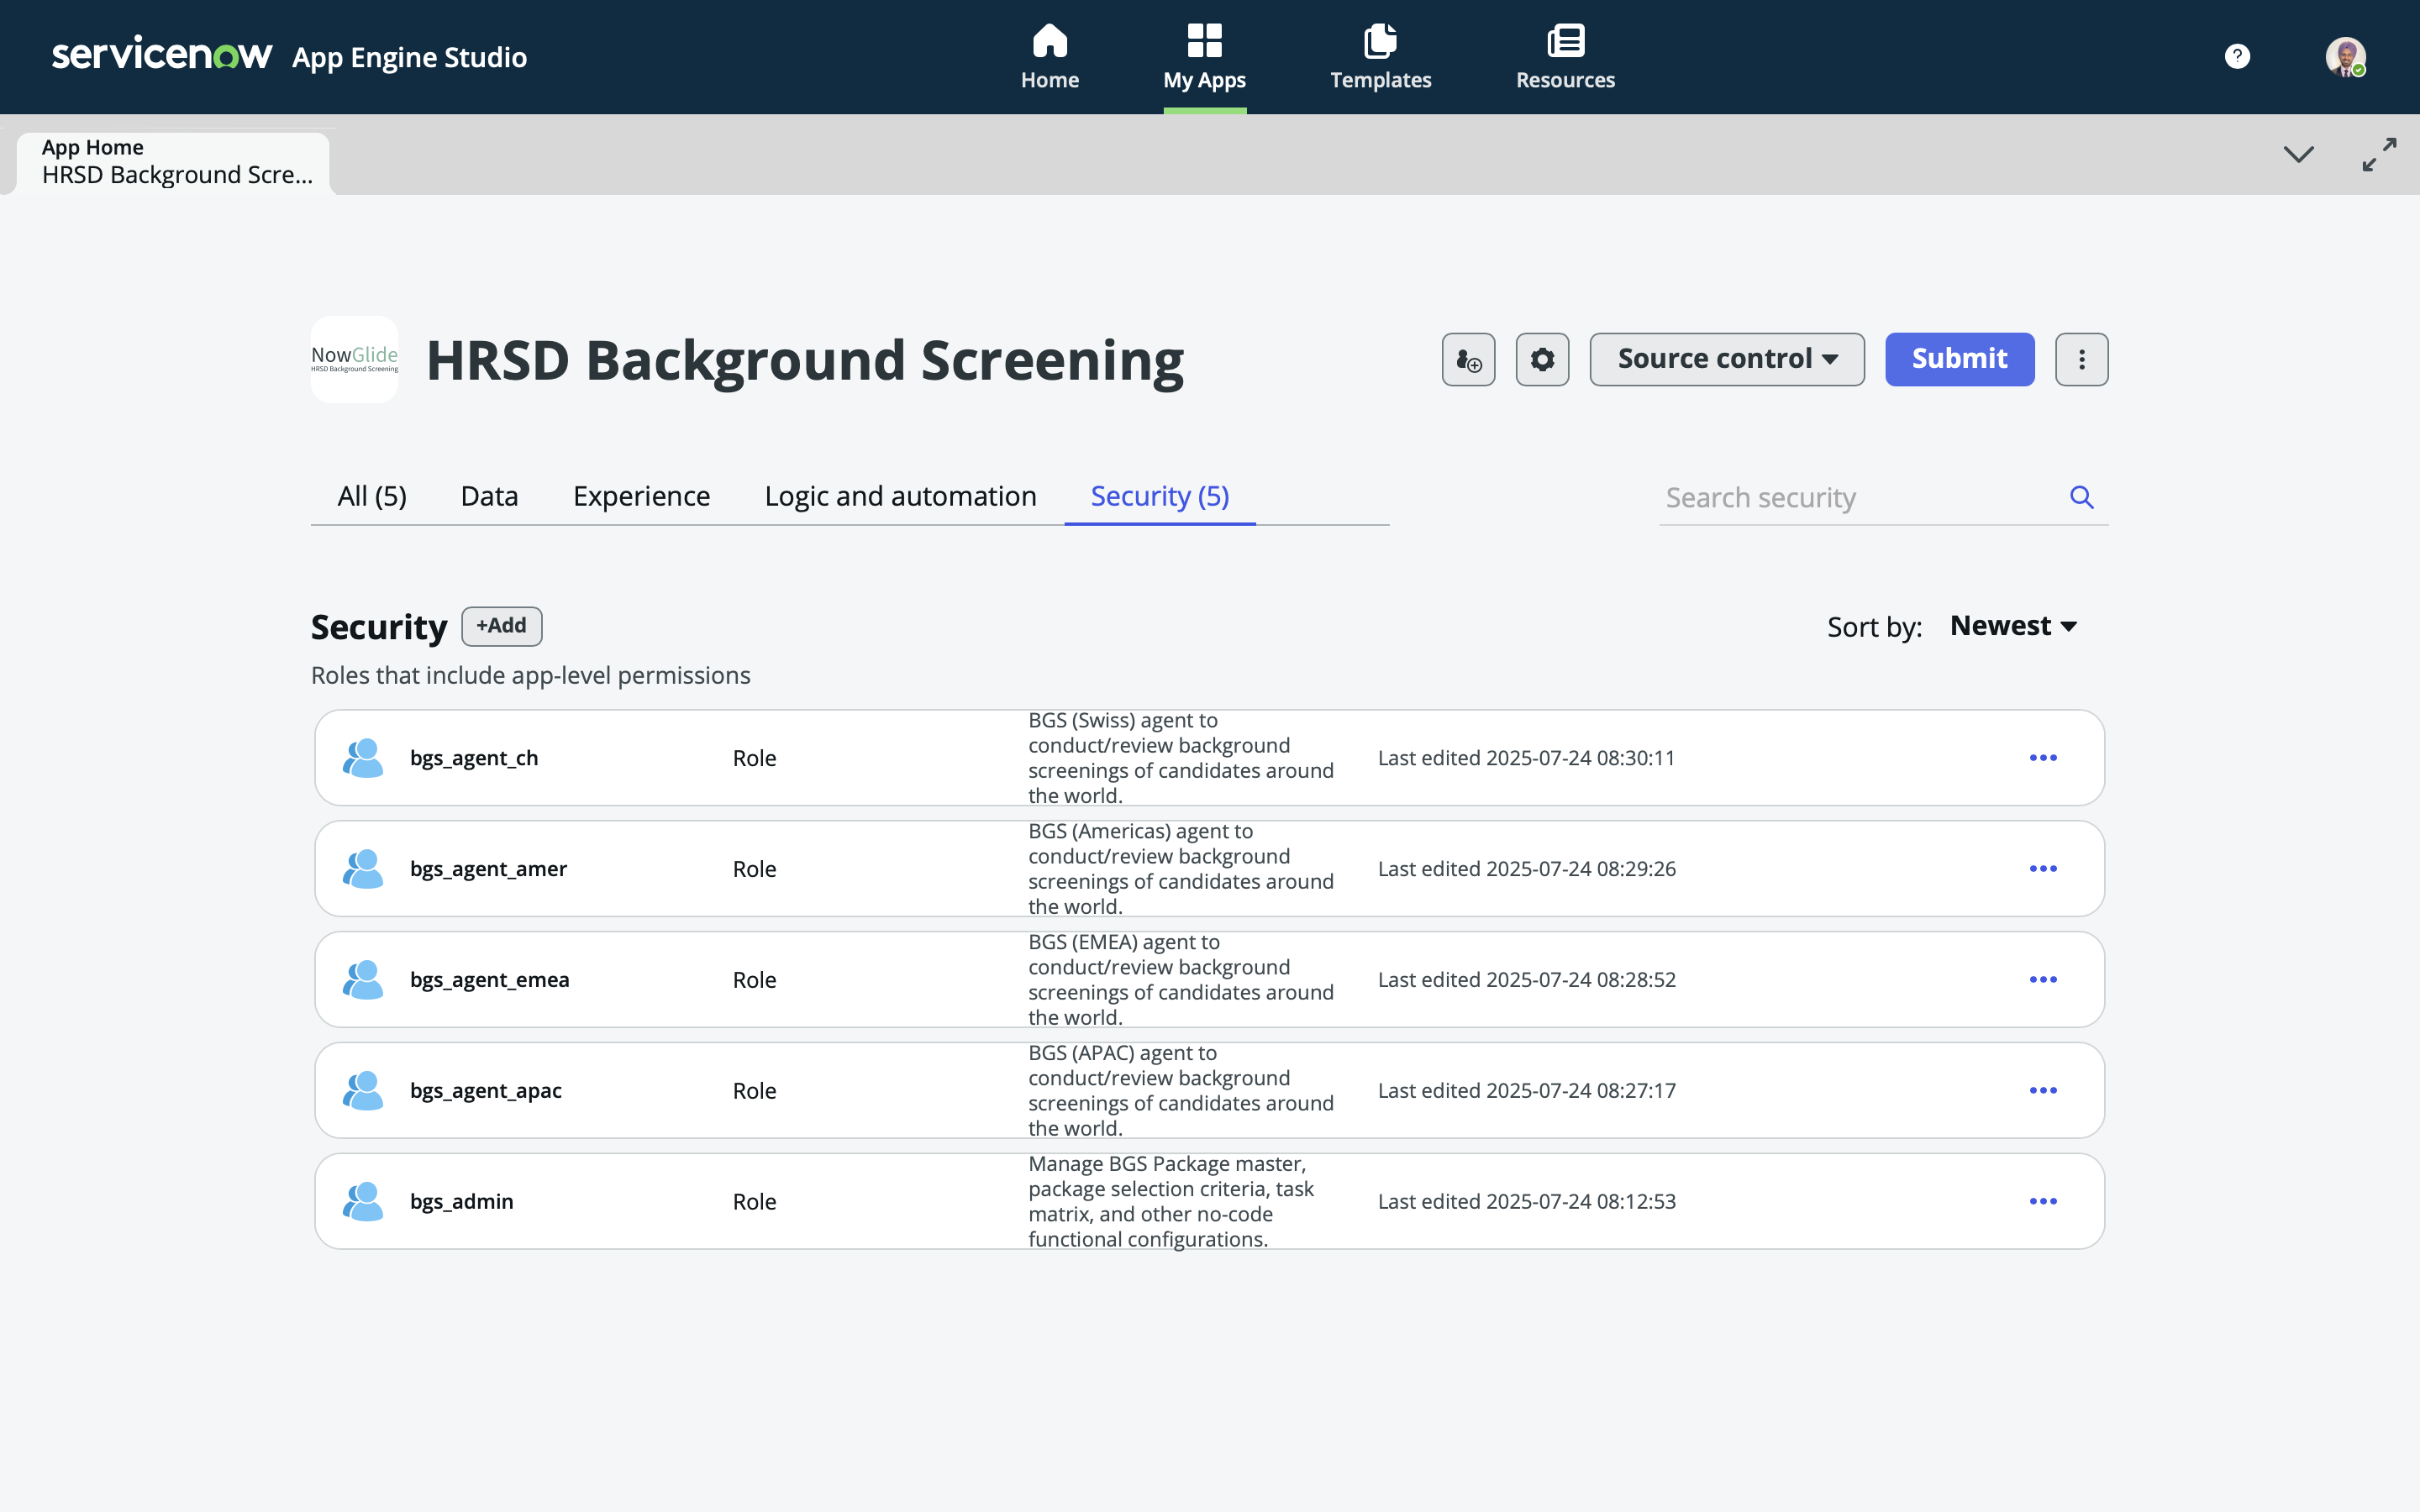 servicenow App Engine Studio
Home
My Apps
Templates
Resources
?
App Home
HRSD Background Scre...
NowGlide
HRSD Background Screening
HRSD Background Screening
Source control
Submit
All (5)
Data
Experience
Logic and automation
Security (5)
Search security
Security
+Add
Sort by: Newest
Roles that include app-level permissions
bgs_agent_ch
Role
BGS (Swiss) agent to
conduct/review background
screenings of candidates around
the world.
Last edited 2025-07-24 08:30:11
bgs_agent_amer
Role
BGS (Americas) agent to
conduct/review background
screenings of candidates around
the world.
Last edited 2025-07-24 08:29:26
bgs_agent_emea
Role
BGS (EMEA) agent to
conduct/review background
screenings of candidates around
the world.
Last edited 2025-07-24 08:28:52
bgs_agent_apac
Role
BGS (APAC) agent to
conduct/review background
screenings of candidates around
the world.
Last edited 2025-07-24 08:27:17
bgs_admin
Role
Manage BGS Package master,
package selection criteria, task
matrix, and other no-code
functional configurations.
Last edited 2025-07-24 08:12:53